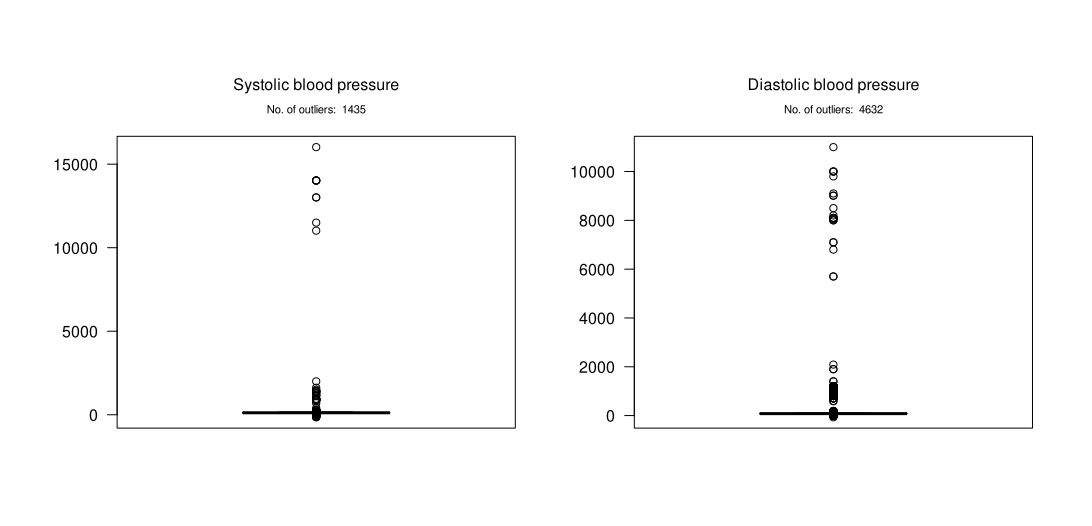 Systolic blood pressure
No. of outliers: 1435
15000
10000
5000
0
Diastolic blood pressure
No. of outliers: 4632
10000
8000
6000
4000
2000
0